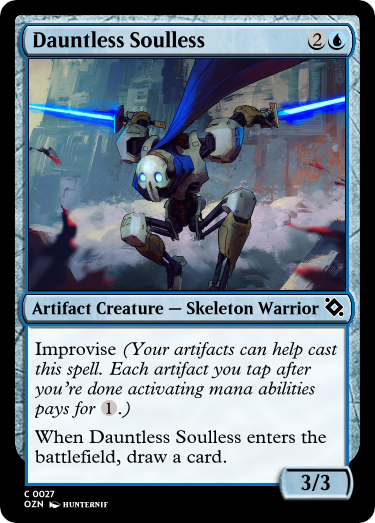 Dauntless Soulless 2
Artifact Creature — Skeleton Warrior
Improvise (Your artifacts can help cast
this spell. Each artifact you tap after
you're done activating mana abilities
pays for 1.)
When Dauntless Soulless enters the
battlefield, draw a card.
3/3
C 0027
OZN HUNTERNIF